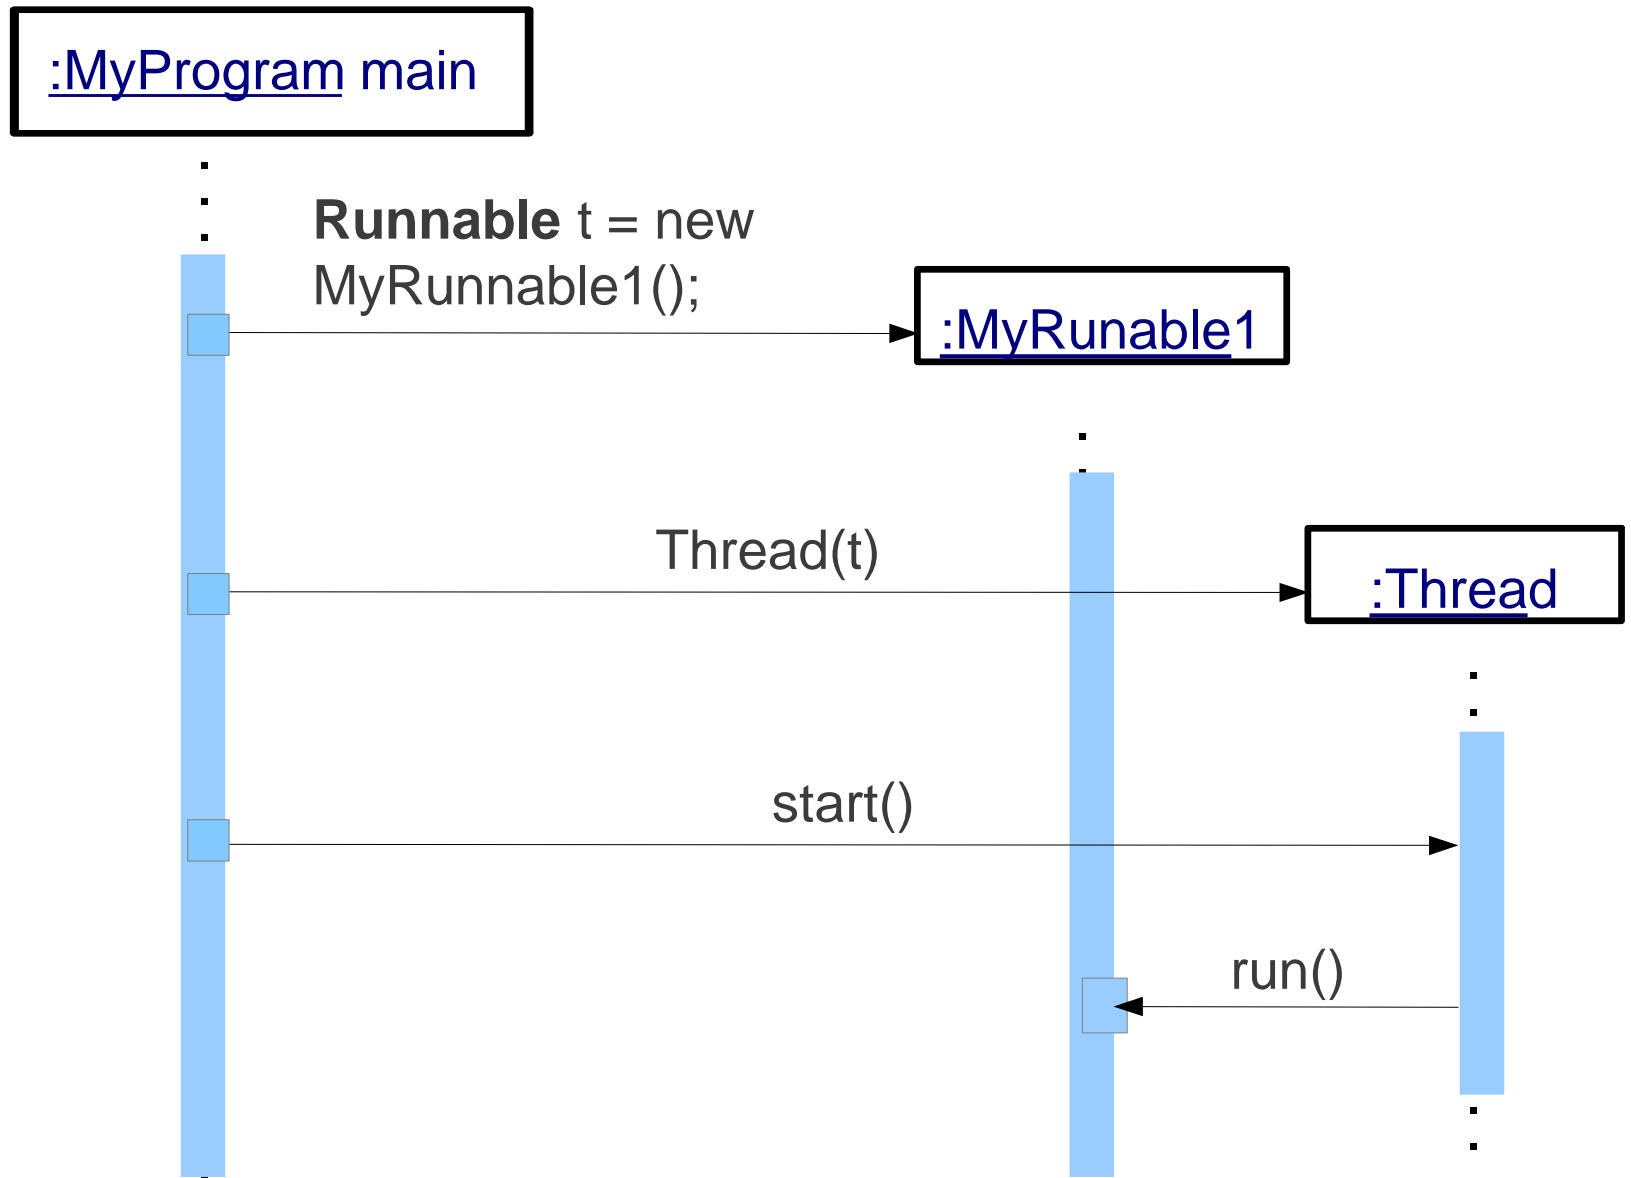 :MyProgram main
Runnable t = new
MyRunnable1();
:MyRunable1
Thread(t)
:Thread
start()
run()